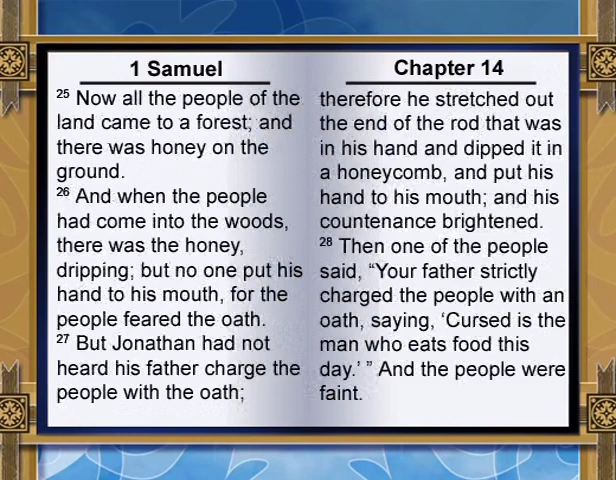 1 Samuel
25 Now all the people of the
land came to a forest; and
there was honey on the
ground.
26 And when the people
had come into the woods,
there was the honey,
dripping; but no one put his
hand to his mouth, for the
people feared the oath.
27 But Jonathan had not
heard his father charge the
people with the oath;
Chapter 14
therefore he stretched out
the end of the rod that was
in his hand and dipped it in
a honeycomb, and put his
hand to his mouth; and his
countenance brightened.
28 Then one of the people
said, “Your father strictly
charged the people with an
oath, saying, ‘Cursed is the
man who eats food this
day.’ ” And the people were
faint.